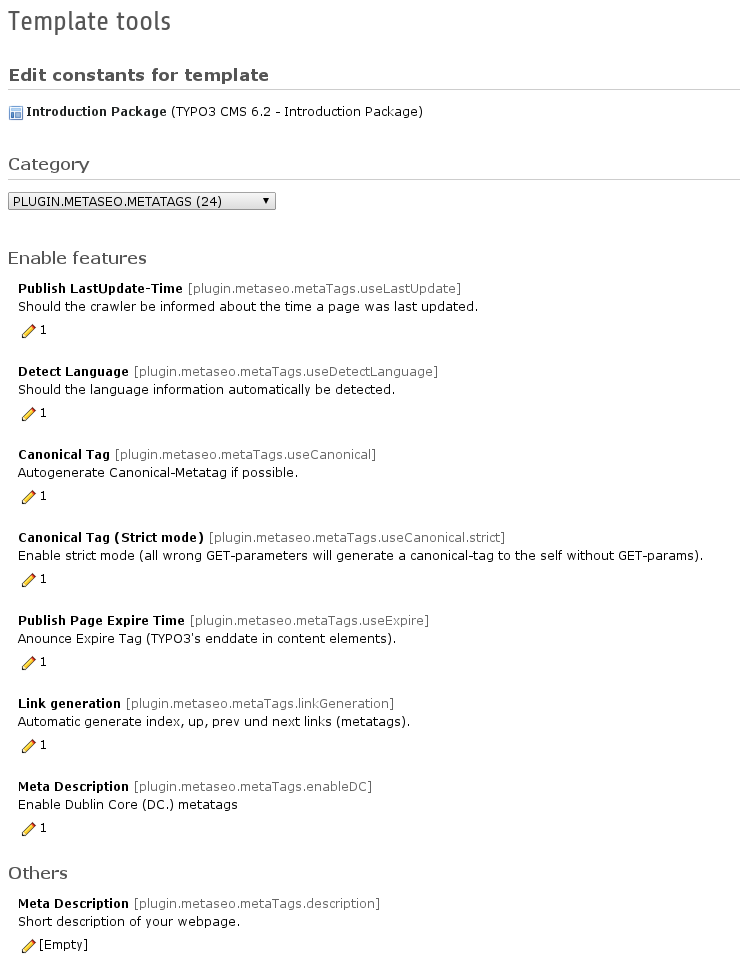 Template tools
Edit constants for template
Introduction Package (TYPO3 CMS 6.2 - Introduction Package)
Category
PLUGIN.METASEO.METATAGS (24)
Enable features
Publish LastUpdate-Time [plugin.metaseo.metaTags.useLastUpdate]
Should the crawler be informed about the time a page was last updated.
1
Detect Language [plugin.metaseo.metaTags.useDetectLanguage]
Should the language information automatically be detected.
1
Canonical Tag [plugin.metaseo.metaTags.useCanonical]
Autogenerate Canonical-Metatag if possible.
1
Canonical Tag (Strict mode) [plugin.metaseo.metaTags.useCanonical.strict]
Enable strict mode (all wrong GET-parameters will generate a canonical-tag to the self without GET-params).
1
Publish Page Expire Time [plugin.metaseo.metaTags.useExpire]
Anounce Expire Tag (TYPO3's enddate in content elements).
1
Link generation [plugin.metaseo.metaTags.linkGeneration]
Automatic generate index, up, prev und next links (metatags).
1
Meta Description [plugin.metaseo.metaTags.enableDC]
Enable Dublin Core (DC.) metatags
1
Others
Meta Description [plugin.metaseo.metaTags.description]
Short description of your webpage.
[Empty]